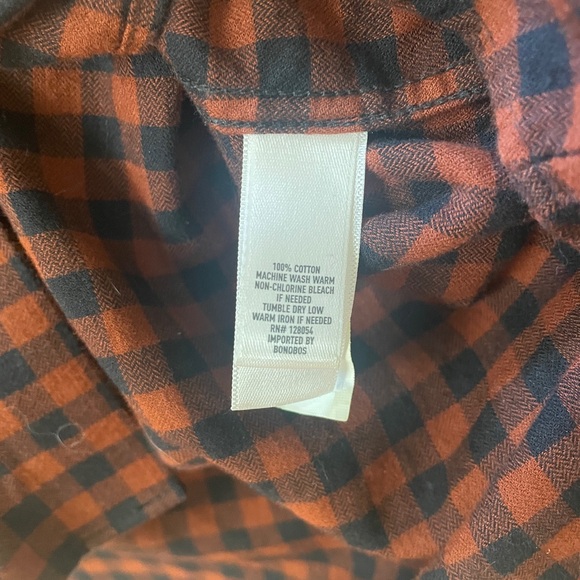 100% COTTON
MACHINE WASH WARM
NON-CHLORINE BLEACH
IF NEEDED
TUMBLE DRY LOW
WARM IRON IF NEEDED
RN# 128054
IMPORTED BY
BONOBOS